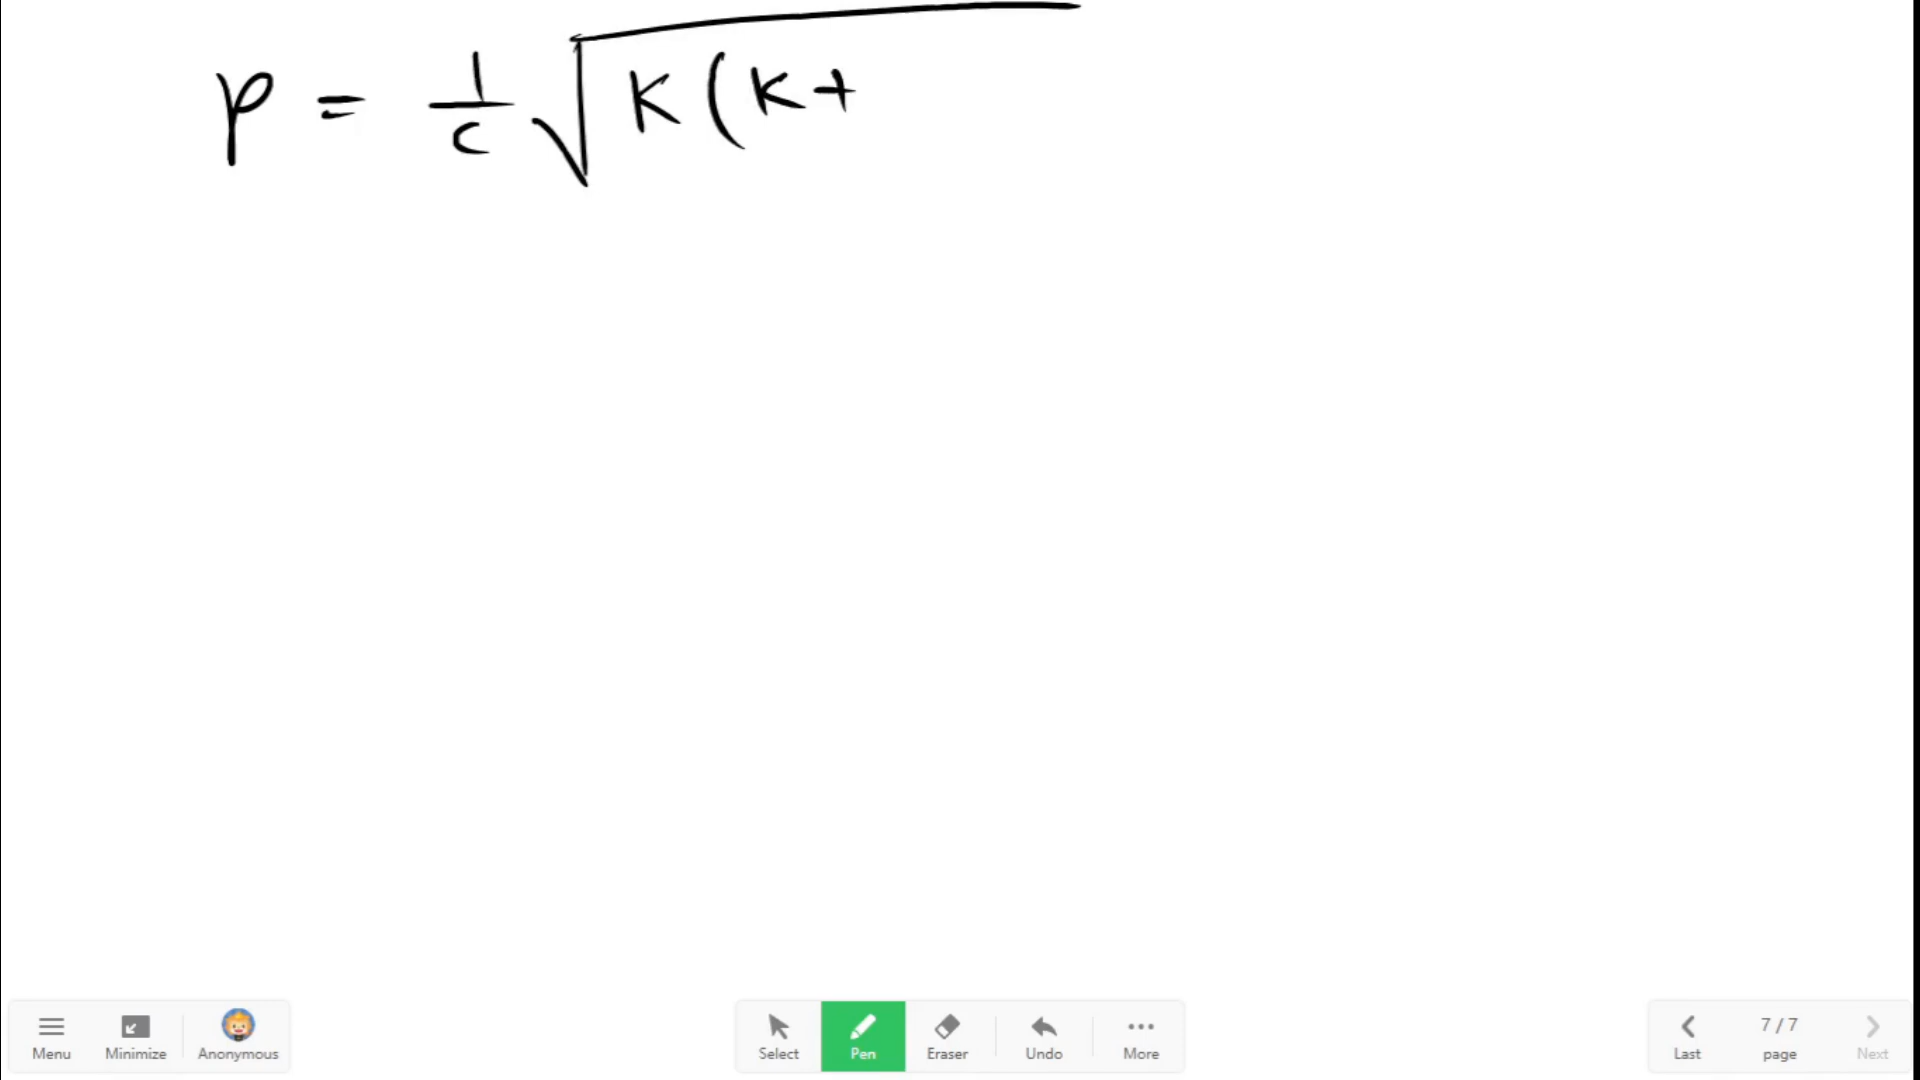 p = 1/c √K(K+
Menu
Minimize
Anonymous
Select
Pen
Eraser
Undo
More
Last
7 / 7
page
Next